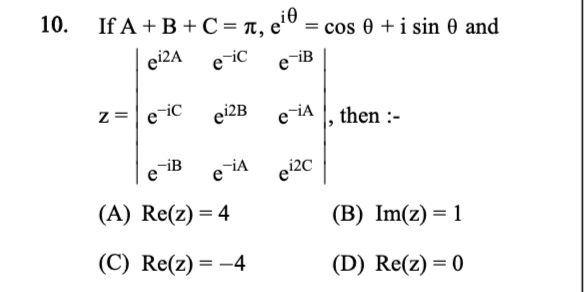 10. If A + B + C = π, e^{iθ} = cos θ + i sin θ and
e^{i2A} e^{-iC} e^{-iB}
z = e^{-iC} e^{i2B} e^{-iA} , then :-
e^{-iB} e^{-iA} e^{i2C}
(A) Re(z) = 4 (B) Im(z) = 1
(C) Re(z) = –4 (D) Re(z) = 0